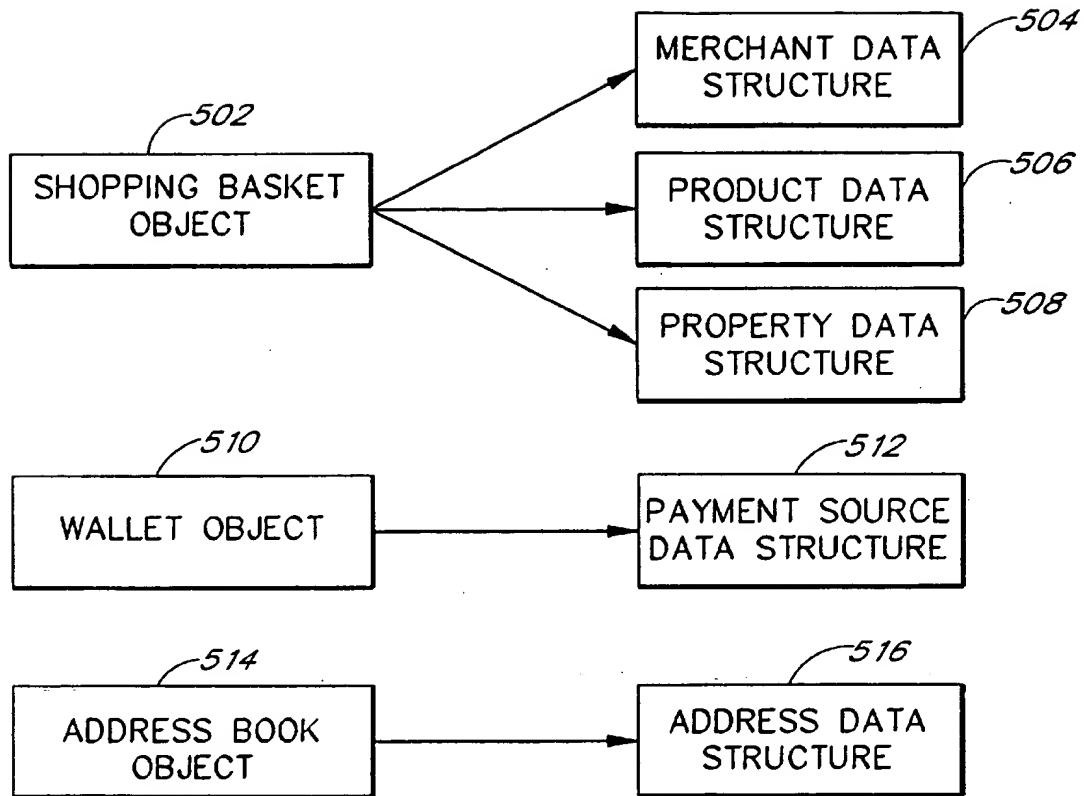 504
MERCHANT DATA
STRUCTURE
502
SHOPPING BASKET
OBJECT
506
PRODUCT DATA
STRUCTURE
508
PROPERTY DATA
STRUCTURE
510
WALLET OBJECT
512
PAYMENT SOURCE
DATA STRUCTURE
514
ADDRESS BOOK
OBJECT
516
ADDRESS DATA
STRUCTURE